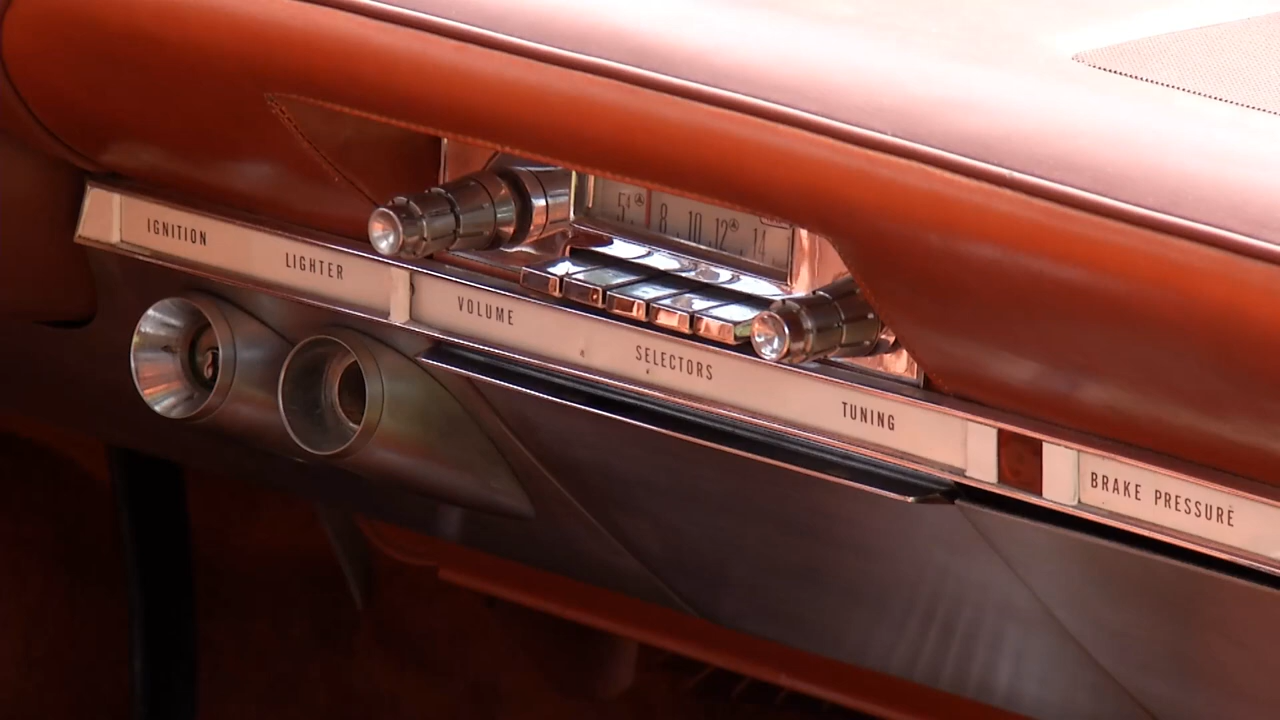 IGNITION
LIGHTER
VOLUME
SELECTORS
TUNING
BRAKE PRESSURE
8 10 12 14